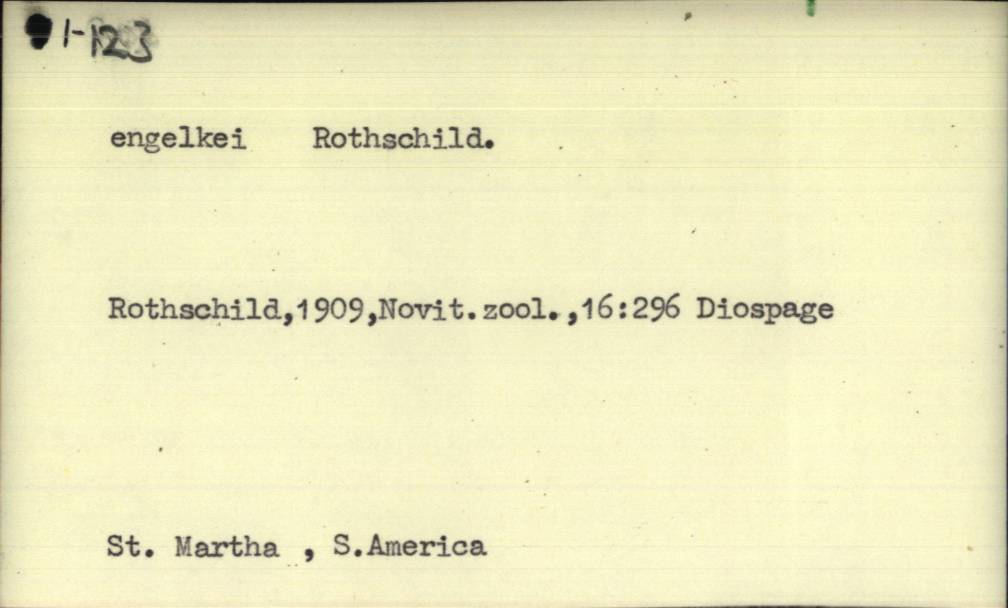 1-123
engelkei Rothschild.
Rothschild,1909,Novit.zool.,16:296 Diospage
St. Martha , S.America